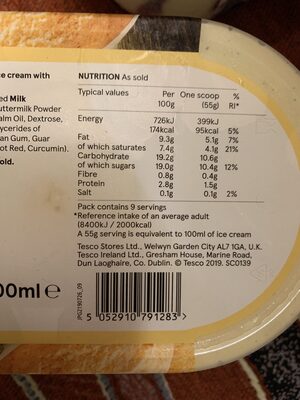 ce cream with
ed Milk
uttermilk Powder
alm Oil, Dextrose,
lycerides of
an Gum, Guar
ot Red, Curcumin).
old.
NUTRITION As sold
Typical values Per 100g One scoop (55g) % RI*
Energy 726kJ 399kJ
174kcal 95kcal 5%
Fat 9.3g 5.1g 7%
of which saturates 7.4g 4.1g 21%
Carbohydrate 19.2g 10.6g
of which sugars 19.0g 10.4g 12%
Fibre 0.8g 0.4g
Protein 2.8g 1.5g
Salt 0.1g 0.1g 2%
Pack contains 9 servings
*Reference intake of an average adult
(8400kJ / 2000kcal)
A 55g serving is equivalent to 100ml of ice cream
Tesco Stores Ltd., Welwyn Garden City AL7 1GA, U.K.
Tesco Ireland Ltd., Gresham House, Marine Road,
Dun Laoghaire, Co. Dublin. © Tesco 2019. SC0139
00ml e
5 052910 791283 >